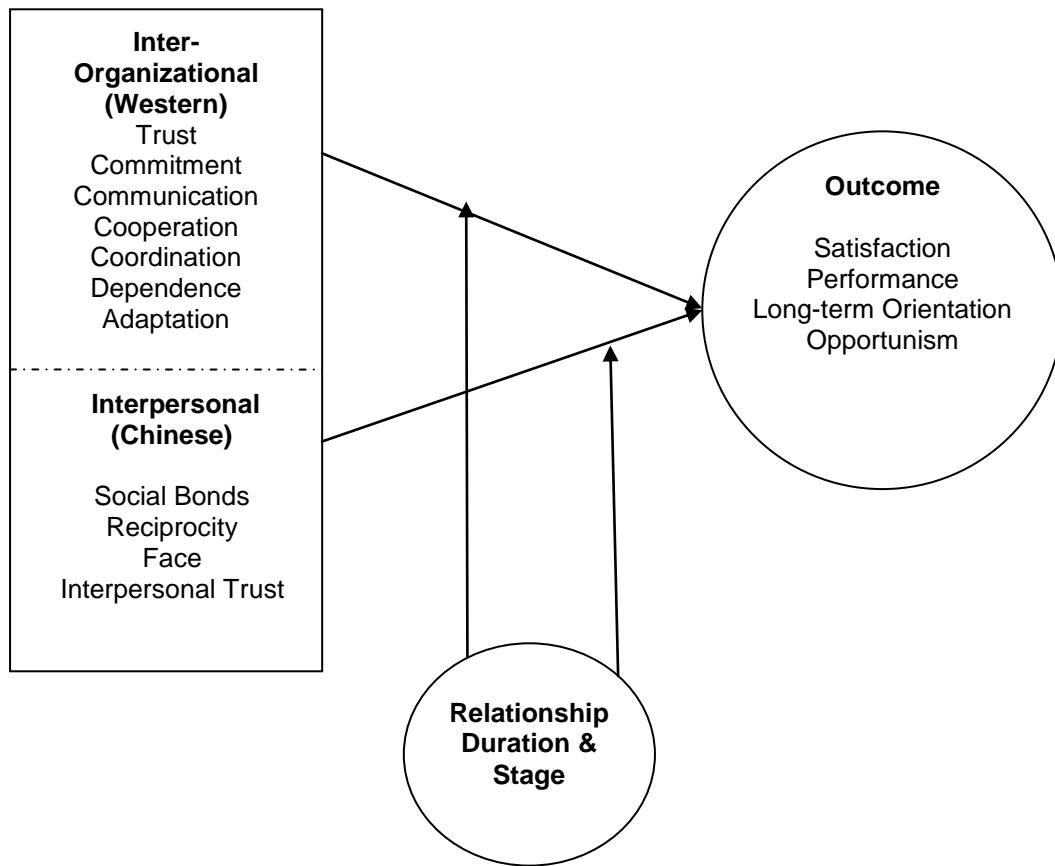 Inter-
Organizational
(Western)
Trust
Commitment
Communication
Cooperation
Coordination
Dependence
Adaptation
Interpersonal
(Chinese)
Social Bonds
Reciprocity
Face
Interpersonal Trust
Outcome
Satisfaction
Performance
Long-term Orientation
Opportunism
Relationship
Duration &
Stage